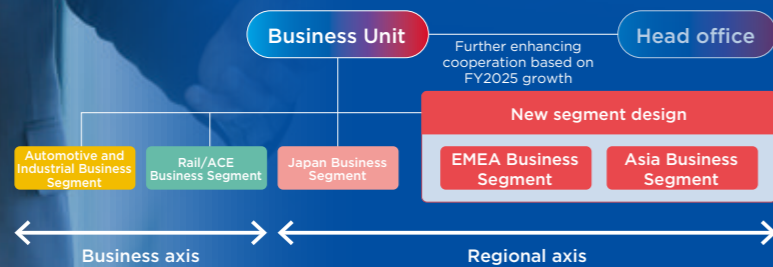 Business Unit
Further enhancing
cooperation based on
FY2025 growth
Head office
New segment design
Automotive and
Industrial Business
Segment
Rail/ACE
Business Segment
Japan Business
Segment
EMEA Business
Segment
Asia Business
Segment
Business axis
Regional axis